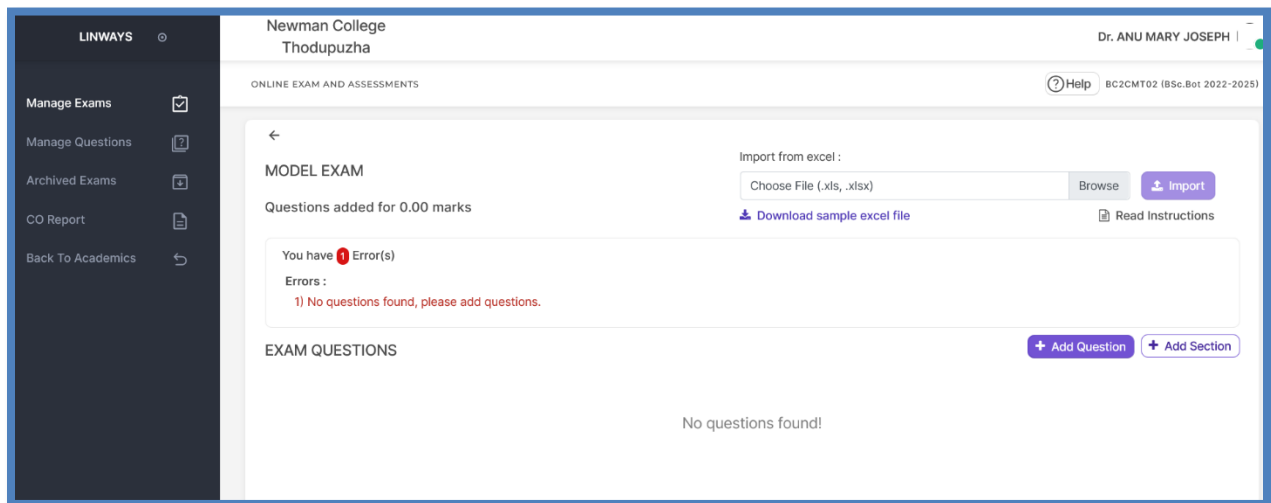 LINWAYS
Newman College
Thodupuzha
Dr. ANU MARY JOSEPH |
ONLINE EXAM AND ASSESSMENTS
? Help
BC2CMT02 (BSc.Bot 2022-2025)
Manage Exams
Manage Questions
Archived Exams
CO Report
Back To Academics
←
MODEL EXAM
Questions added for 0.00 marks
Import from excel :
Choose File (.xls, .xlsx)
Browse
Import
Download sample excel file
Read Instructions
You have 1 Error(s)
Errors :
1) No questions found, please add questions.
EXAM QUESTIONS
+ Add Question
+ Add Section
No questions found!